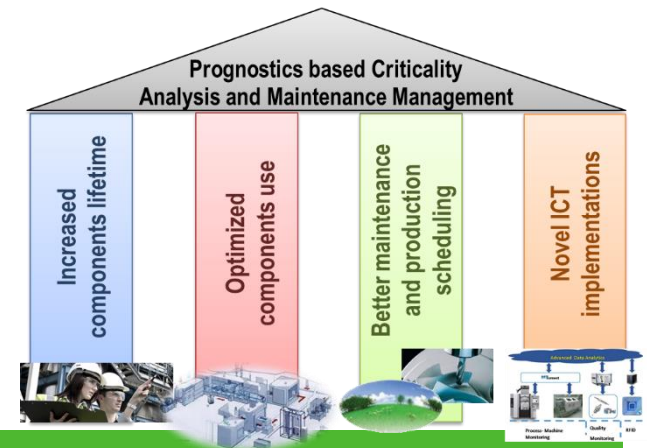 Prognostics based Criticality
Analysis and Maintenance Management
Increased
components lifetime
Optimized
components use
Better maintenance
and production
scheduling
Novel ICT
implementations
Advanced Data Analytics
Process- Machine
Monitoring
Quality
Monitoring
RFID